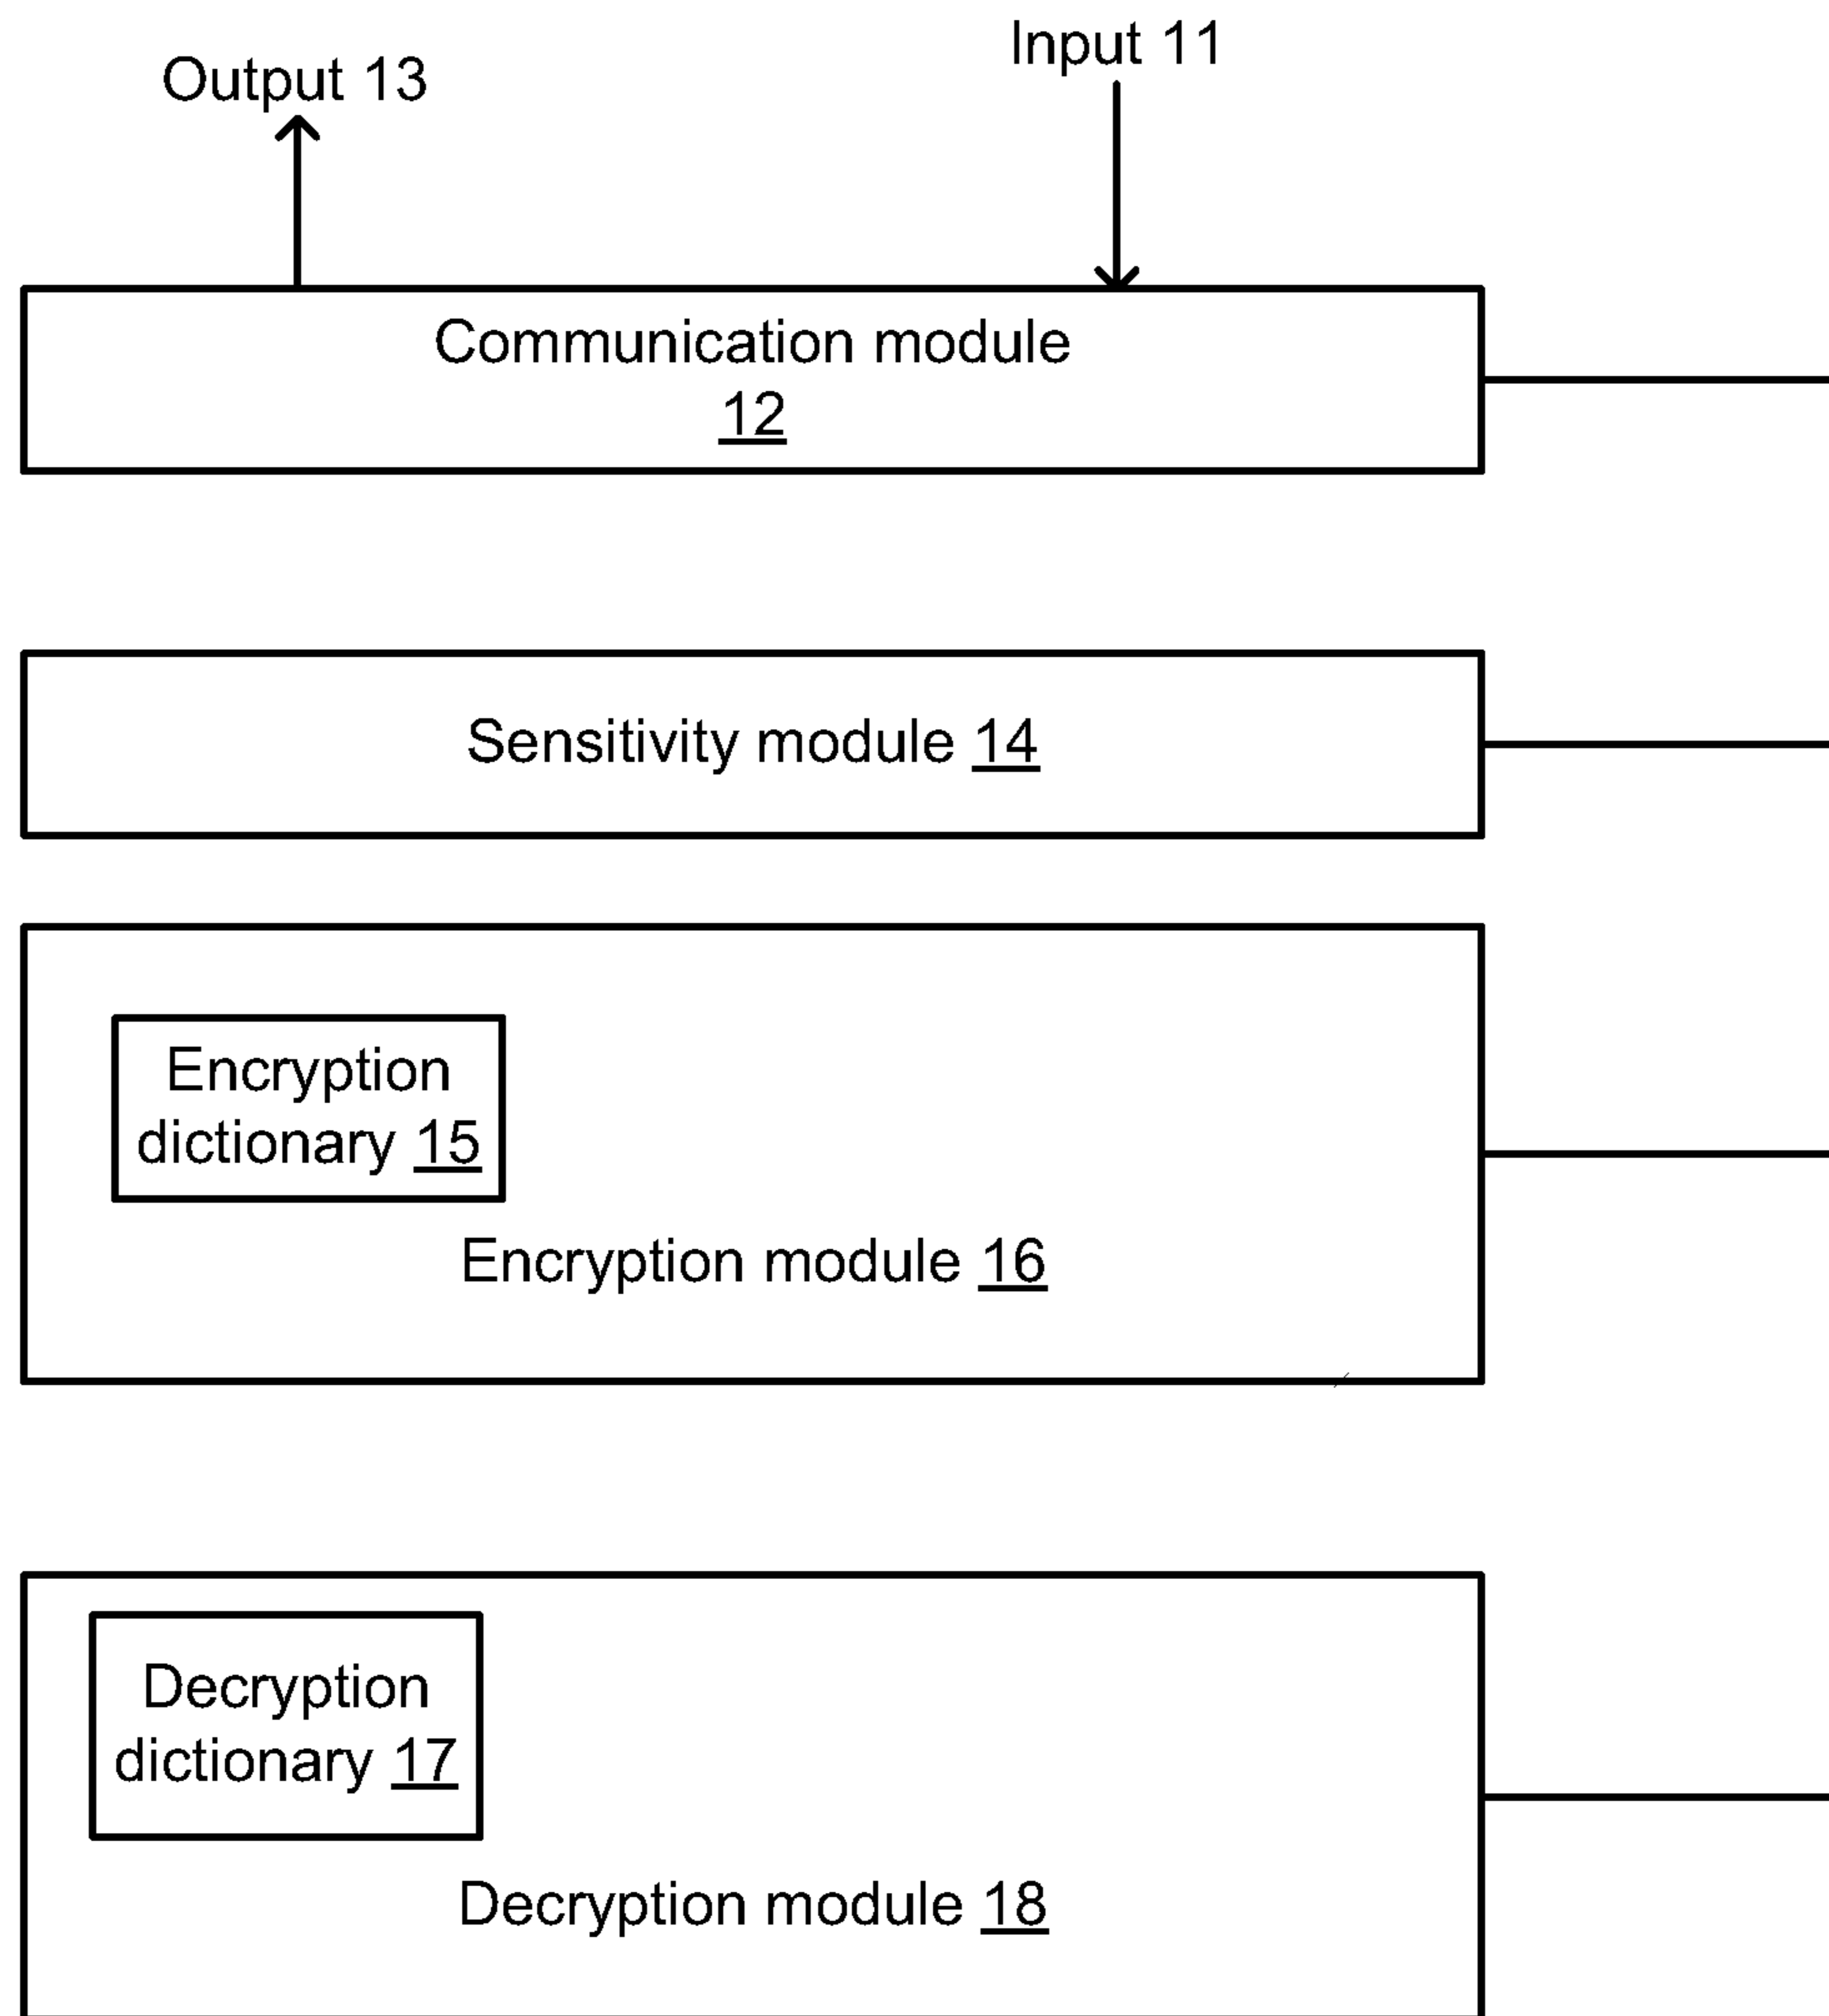 Output 13
Input 11
Communication module
12
Sensitivity module 14
Encryption
dictionary 15
Encryption module 16
Decryption
dictionary 17
Decryption module 18